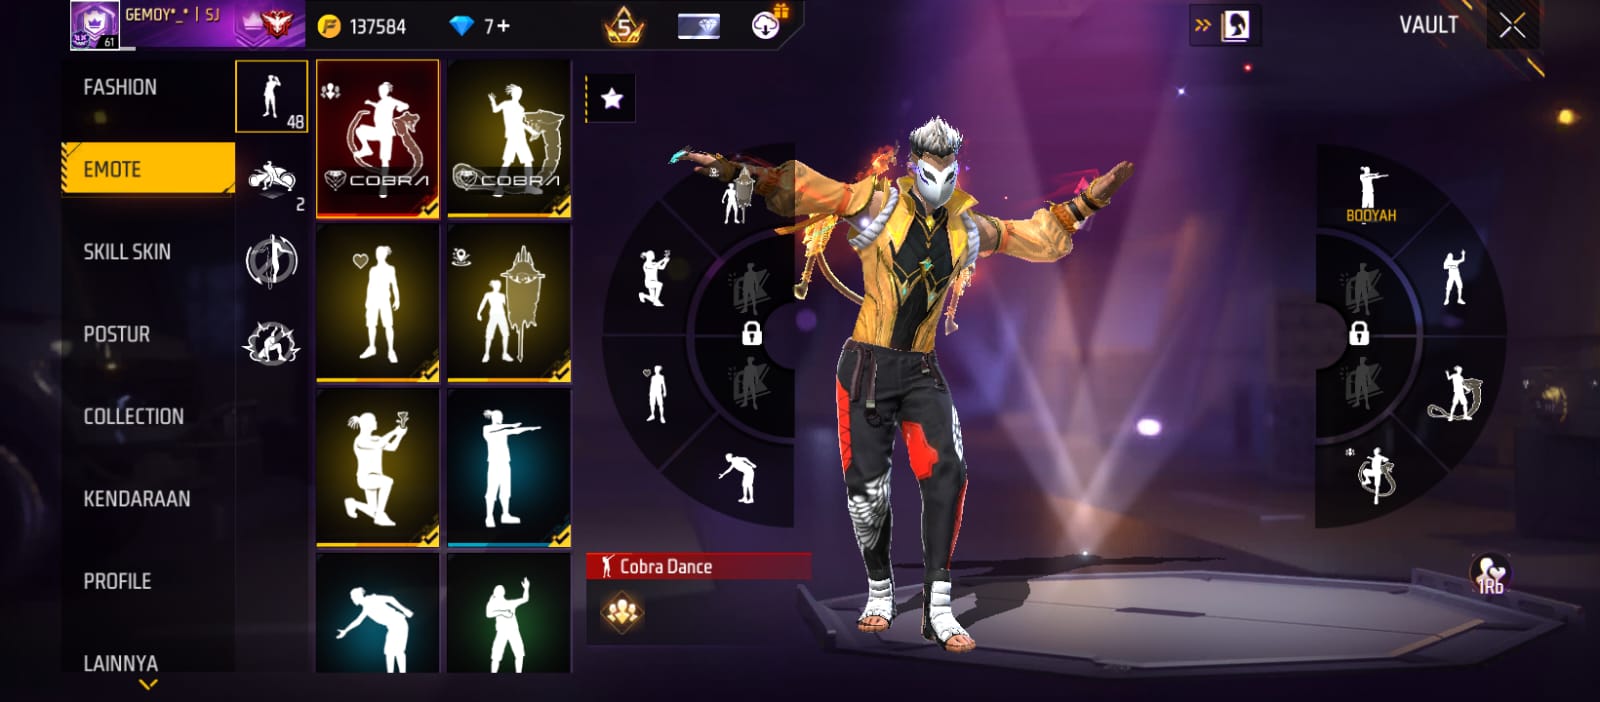 GEMOY*_* | SJ
61
137584
7+
5
VAULT
FASHION
48
EMOTE
2
SKILL SKIN
POSTUR
COLLECTION
KENDARAAN
PROFILE
LAINNYA
COBRA
COBRA
BOOYAH
Cobra Dance
1Rb